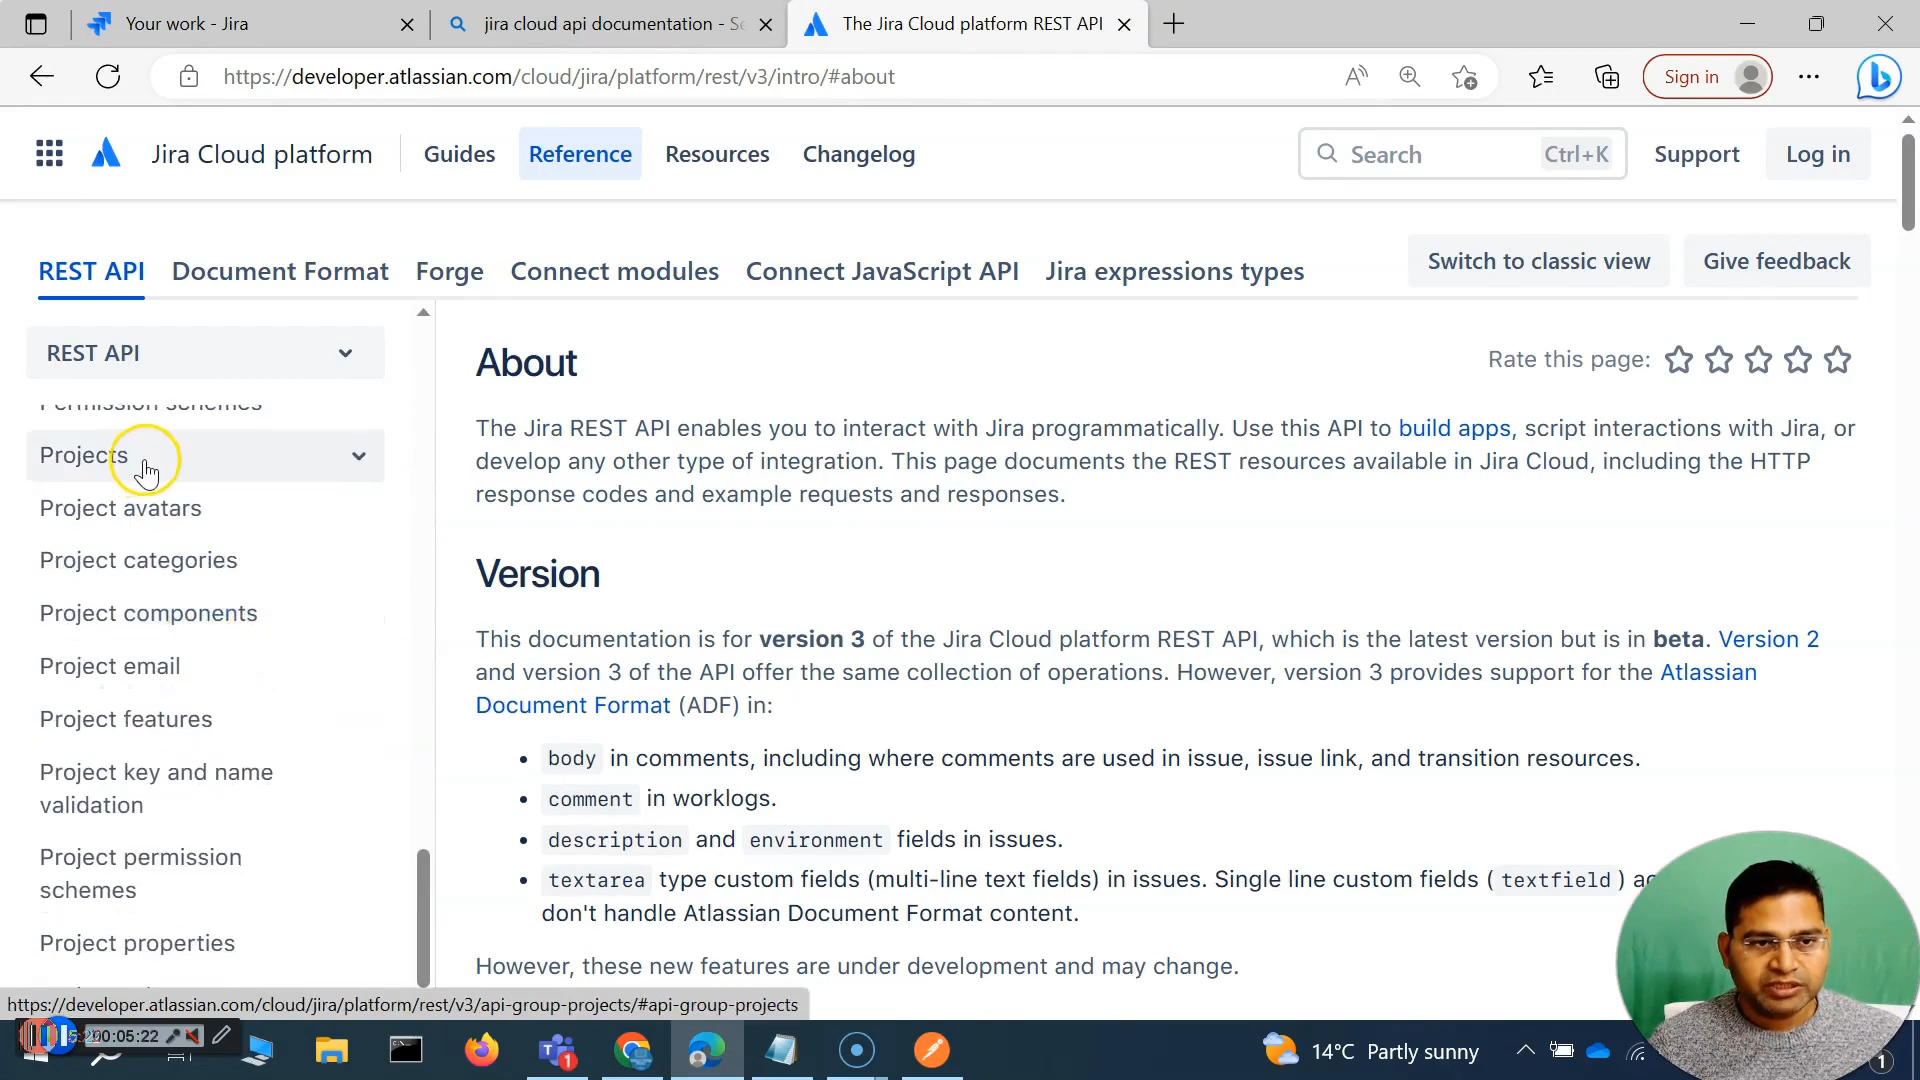 Your work - Jira
jira cloud api documentation - Se
The Jira Cloud platform REST API
https://developer.atlassian.com/cloud/jira/platform/rest/v3/intro/#about
Sign in
Jira Cloud platform
Guides
Reference
Resources
Changelog
Search
Ctrl+K
Support
Log in
REST API
Document Format
Forge
Connect modules
Connect JavaScript API
Jira expressions types
Switch to classic view
Give feedback
REST API
Permission schemes
Projects
Project avatars
Project categories
Project components
Project email
Project features
Project key and name
validation
Project permission
schemes
Project properties
About
Rate this page:
The Jira REST API enables you to interact with Jira programmatically. Use this API to build apps, script interactions with Jira, or
develop any other type of integration. This page documents the REST resources available in Jira Cloud, including the HTTP
response codes and example requests and responses.
Version
This documentation is for version 3 of the Jira Cloud platform REST API, which is the latest version but is in beta. Version 2
and version 3 of the API offer the same collection of operations. However, version 3 provides support for the Atlassian
Document Format (ADF) in:
• body in comments, including where comments are used in issue, issue link, and transition resources.
• comment in worklogs.
• description and environment fields in issues.
• textarea type custom fields (multi-line text fields) in issues. Single line custom fields ( textfield )
don't handle Atlassian Document Format content.
However, these new features are under development and may change.
https://developer.atlassian.com/cloud/jira/platform/rest/v3/api-group-projects/#api-group-projects
00:05:22
1
14°C Partly sunny
1